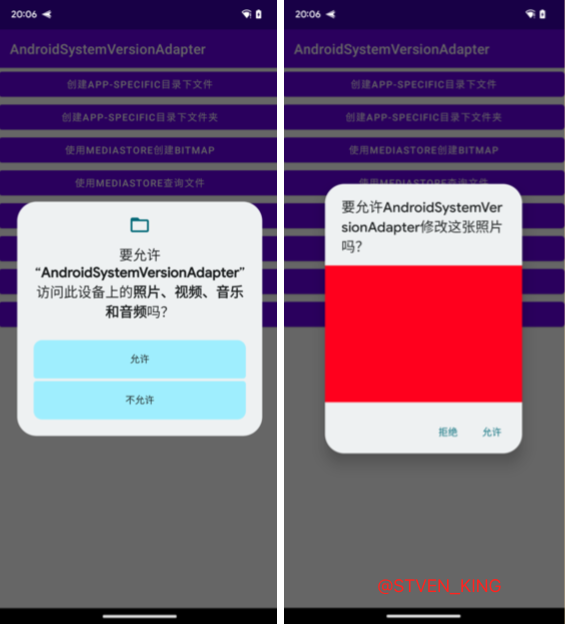 20:06
AndroidSystemVersionAdapter
创建APP-SPECIFIC目录下文件
创建APP-SPECIFIC目录下文件夹
使用MEDIASTORE创建BITMAP
使用MEDIASTORE查询文件
要允许
“AndroidSystemVersionAdapter”
访问此设备上的照片、视频、音乐
和音频吗?
允许
不允许
20:06
AndroidSystemVersionAdapter
创建APP-SPECIFIC目录下文件
创建APP-SPECIFIC目录下文件夹
使用MEDIASTORE创建BITMAP
使用MEDIASTORE查询文件
要允许AndroidSystemVer
sionAdapter修改这张照片
吗?
拒绝 允许
@STVEN_KING